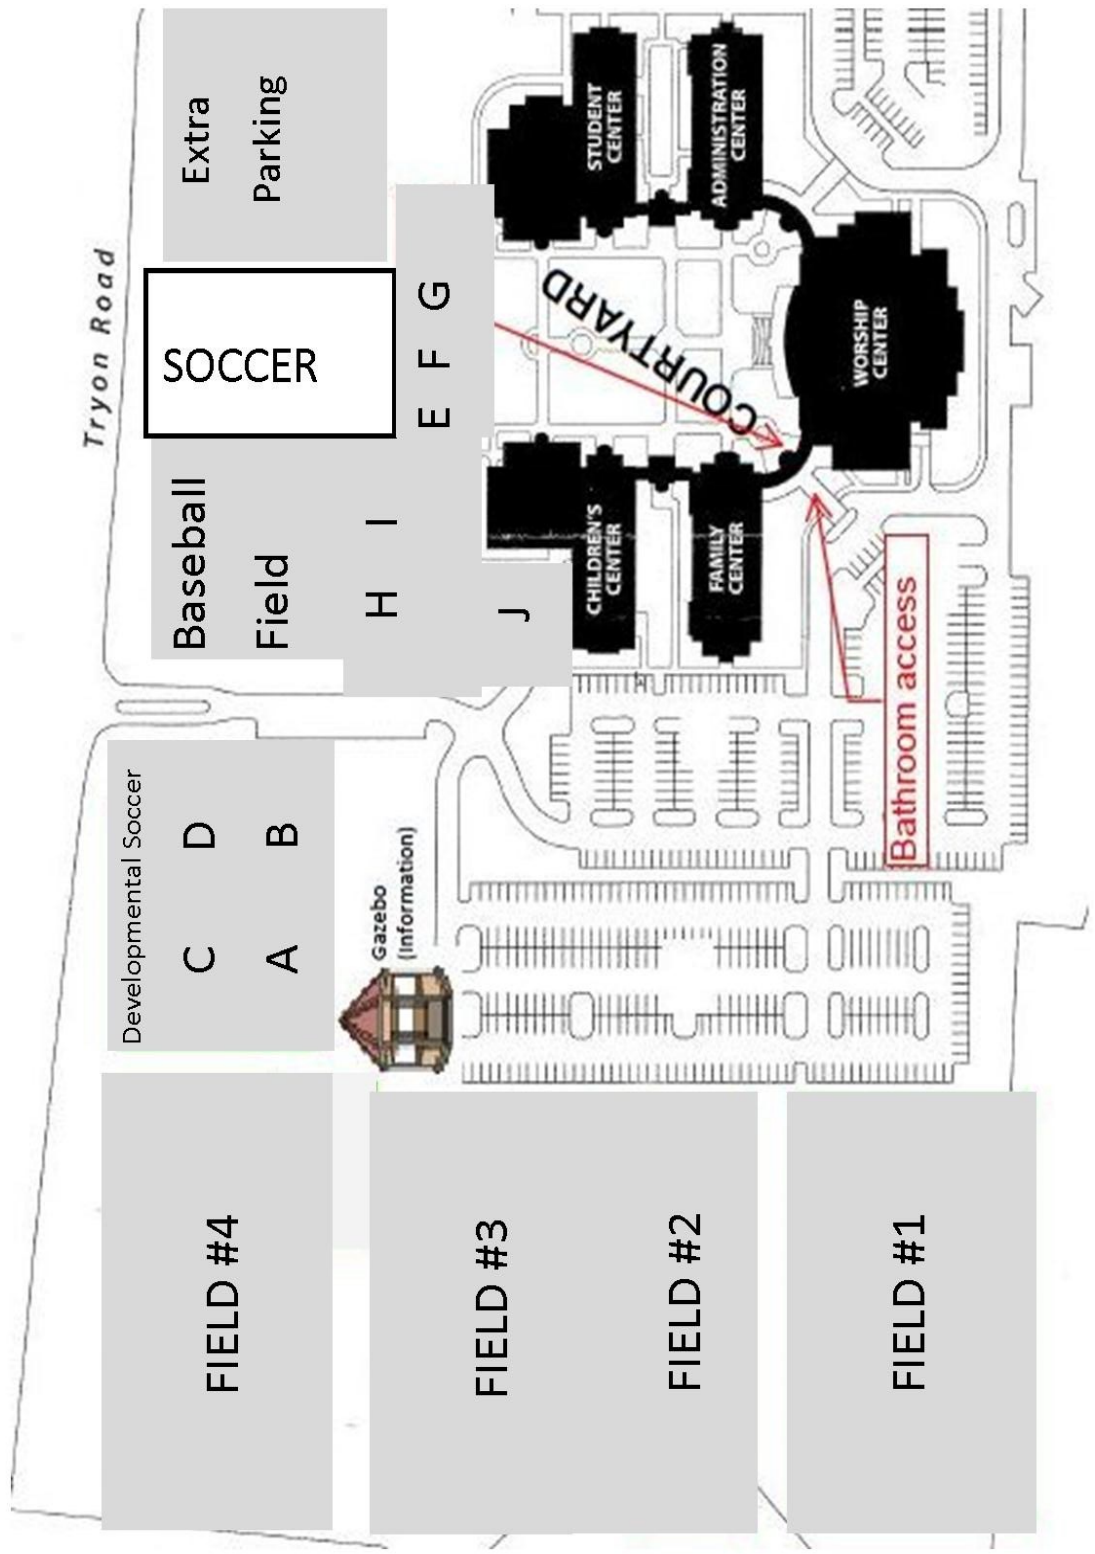 Tryon Road
Extra
Parking
SOCCER
Baseball
Field
E F G
H I
J
STUDENT
CENTER
ADMINISTRATION
CENTER
COURTYARD
WORSHIP
CENTER
CHILDREN'S
CENTER
FAMILY
CENTER
Bathroom access
Developmental Soccer
C D
A B
Gazebo
(Information)
FIELD #4
FIELD #3
FIELD #2
FIELD #1